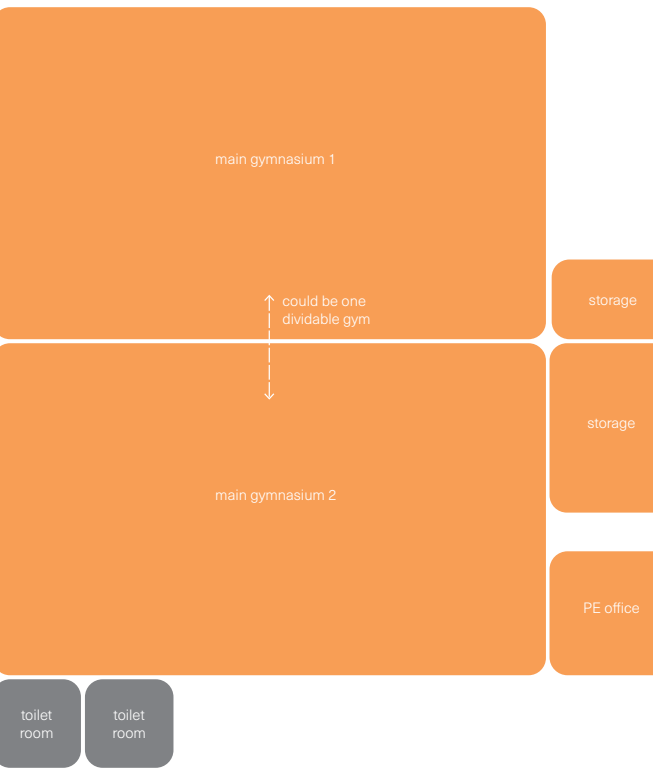 main gymnasium 1
could be one
dividable gym
storage
storage
main gymnasium 2
PE office
toilet
room
toilet
room